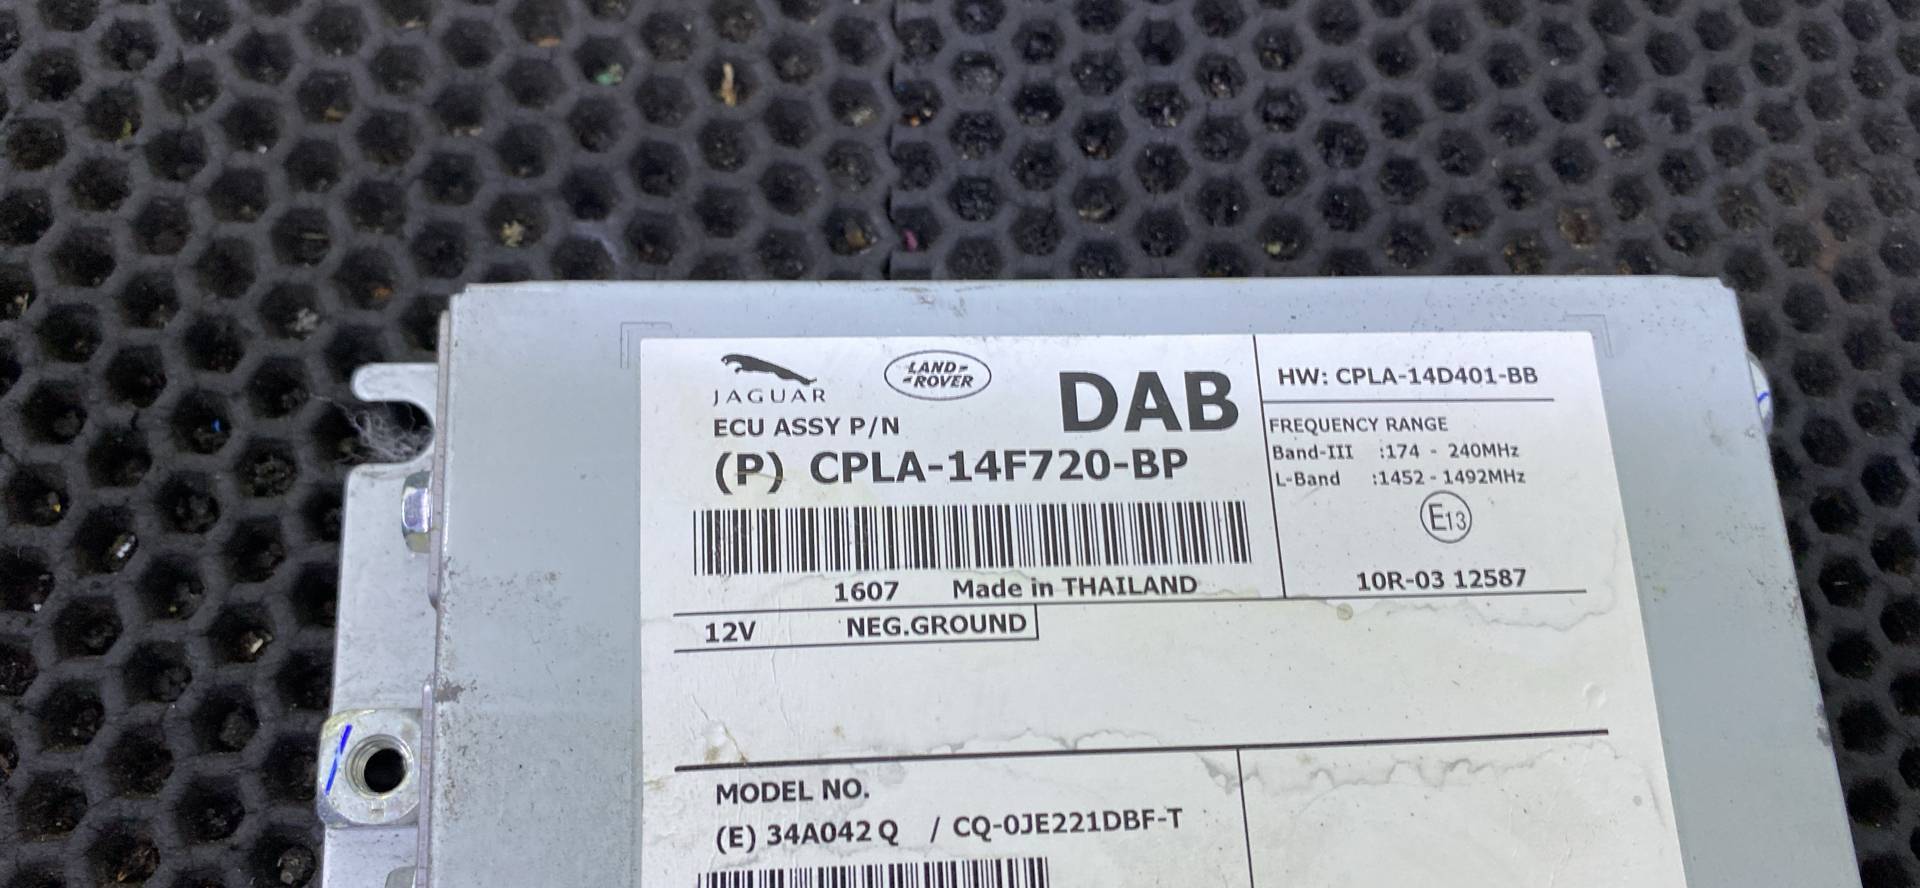 JAGUAR
LAND-
-ROVER
DAB
ECU ASSY P/N
(P) CPLA-14F720-BP
1607 Made in THAILAND
HW: CPLA-14D401-BB
FREQUENCY RANGE
Band-III :174 - 240MHz
L-Band :1452 - 1492MHz
E13
10R-03 12587
12V NEG.GROUND
MODEL NO.
(E) 34A042 Q / CQ-0JE221DBF-T